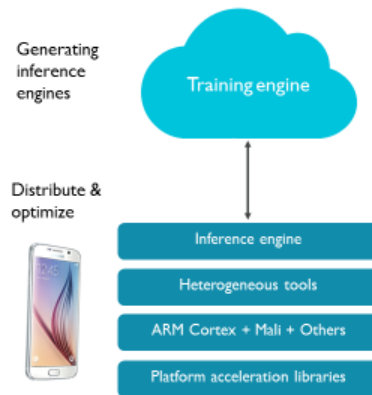 Generating
inference
engines
Training engine
Distribute &
optimize
Inference engine
Heterogeneous tools
ARM Cortex + Mali + Others
Platform acceleration libraries